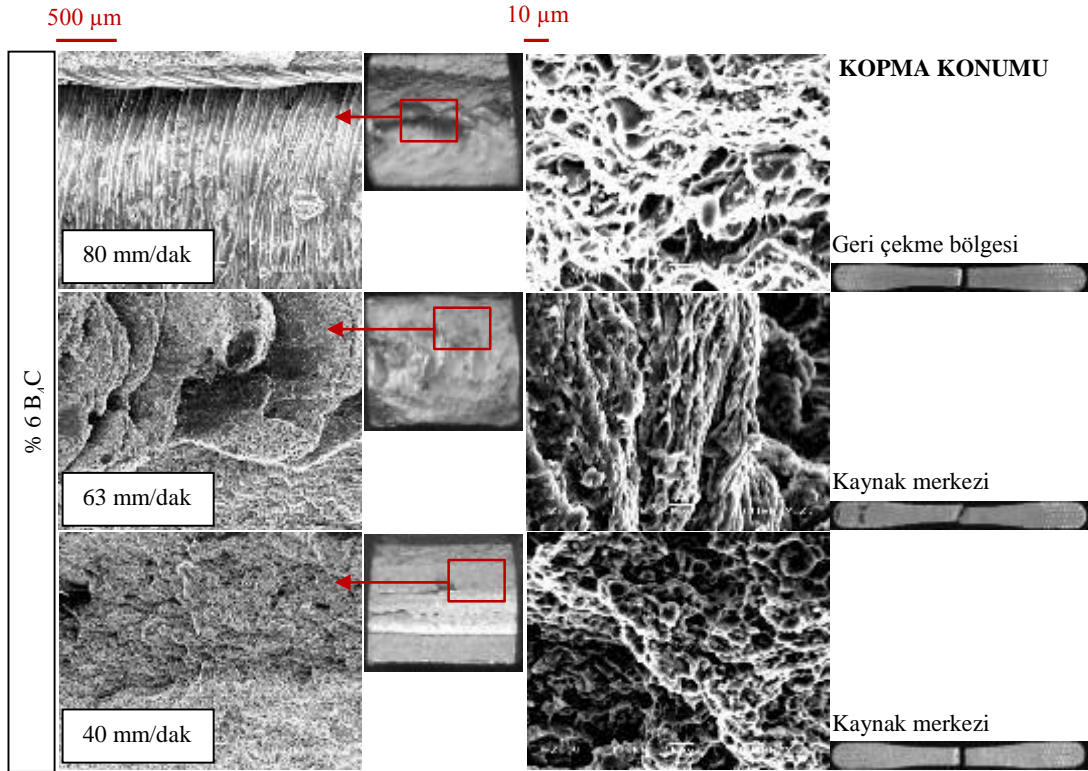 500 µm
10 µm
KOPMA KONUMU
% 6 B₄C
80 mm/dak
Geri çekme bölgesi
63 mm/dak
Kaynak merkezi
40 mm/dak
Kaynak merkezi